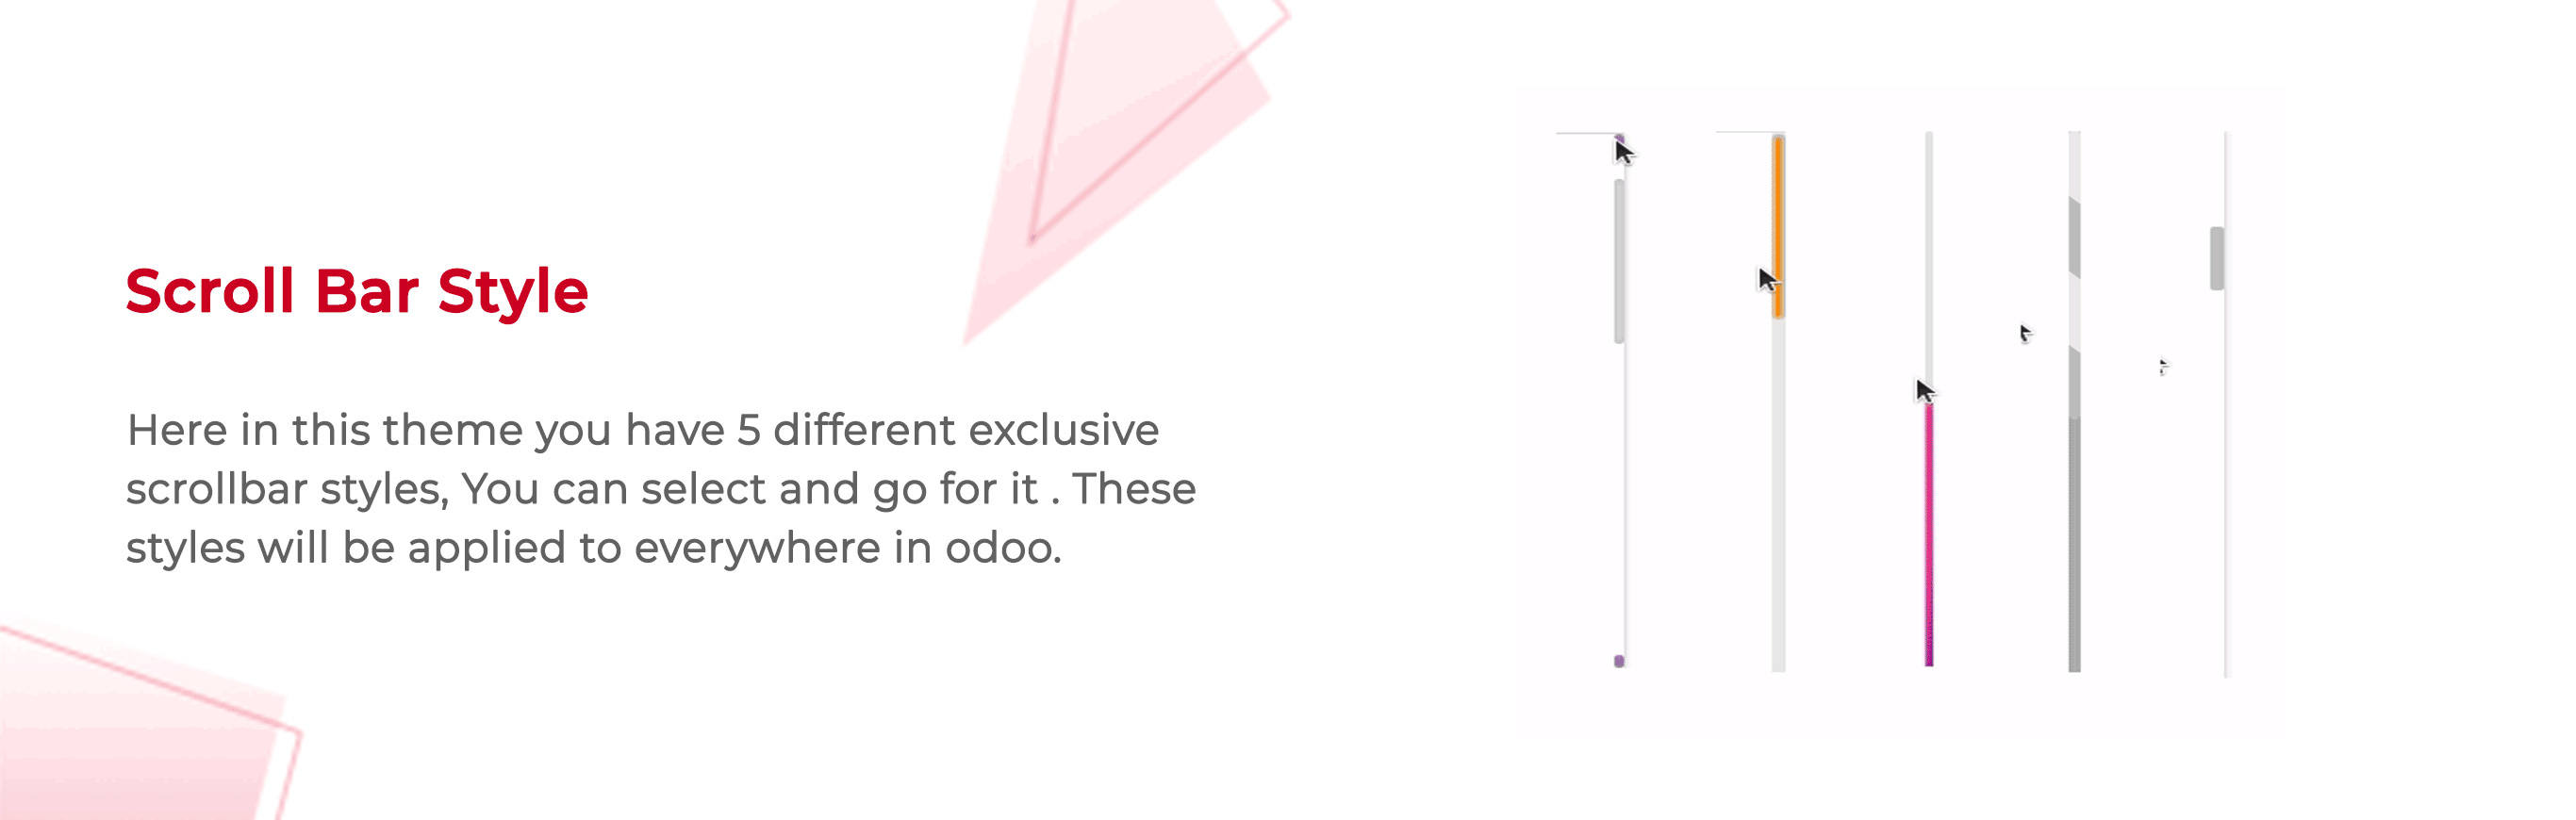 Scroll Bar Style
Here in this theme you have 5 different exclusive
scrollbar styles, You can select and go for it . These
styles will be applied to everywhere in odoo.